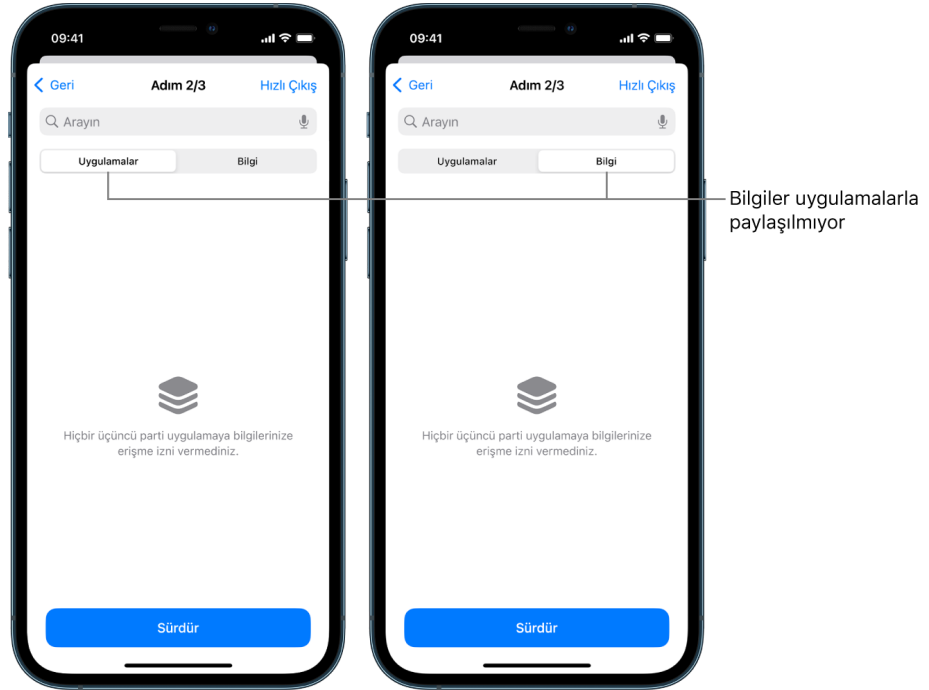 09:41
Geri
Adım 2/3
Hızlı Çıkış
Arayın
Uygulamalar
Bilgi
Hiçbir üçüncü parti uygulamaya bilgilerinize
erişme izni vermediniz.
Sürdür
09:41
Geri
Adım 2/3
Hızlı Çıkış
Arayın
Uygulamalar
Bilgi
Hiçbir üçüncü parti uygulamaya bilgilerinize
erişme izni vermediniz.
Sürdür
Bilgiler uygulamalarla
paylaşılmıyor